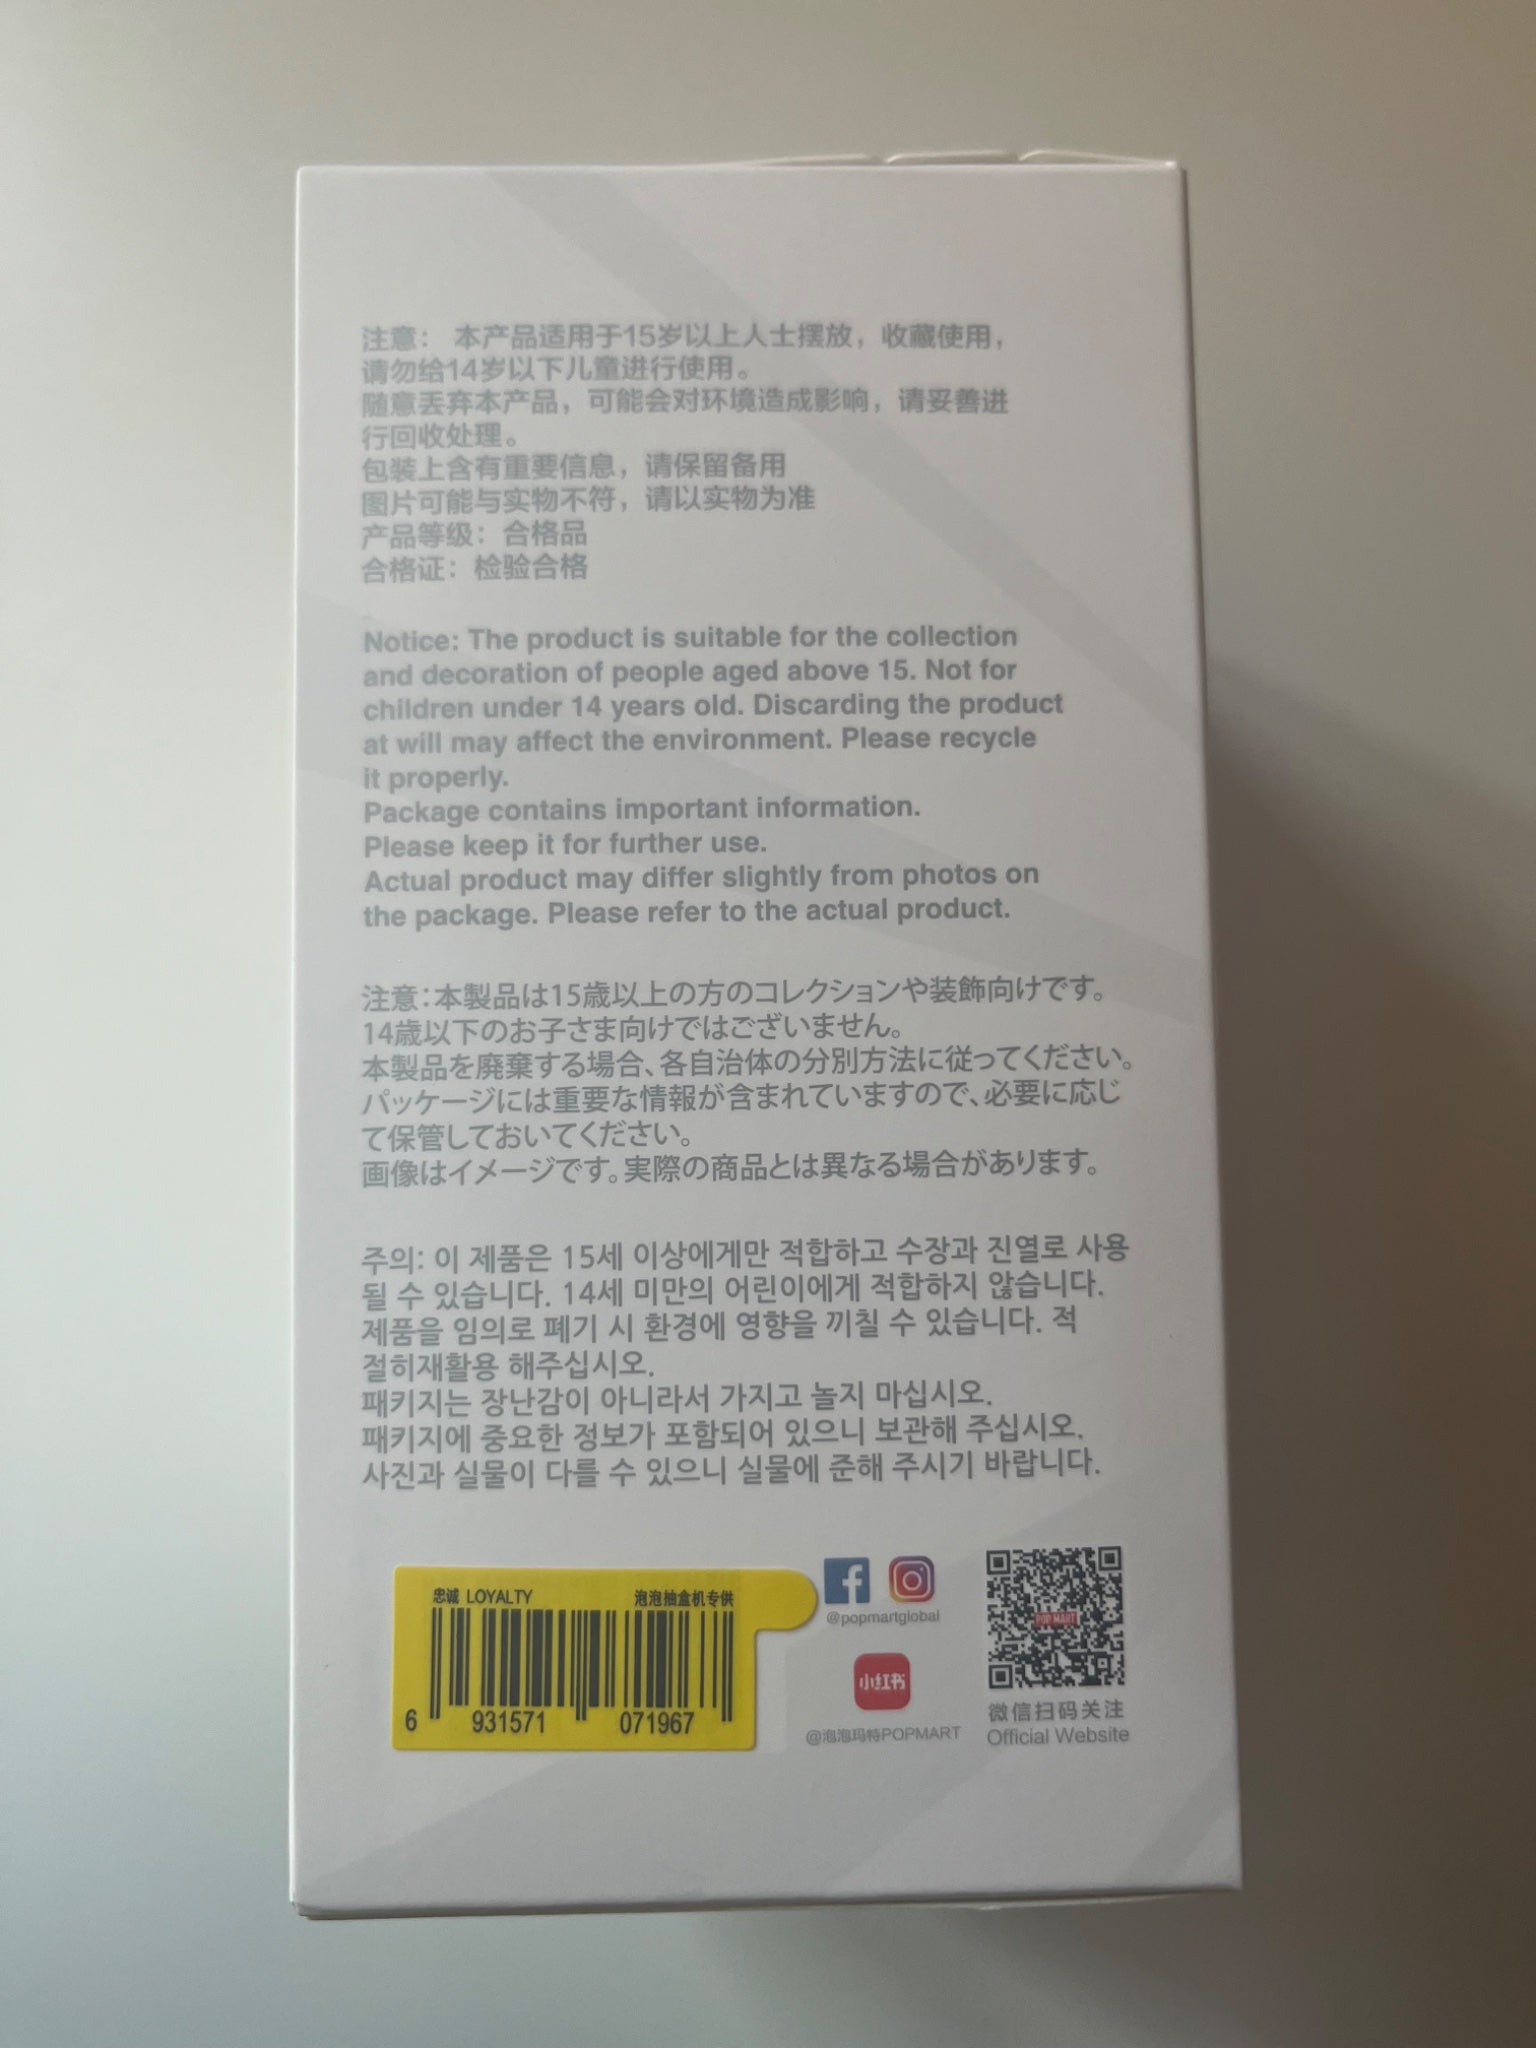 注意： 本产品适用于15岁以上人士摆放，收藏使用，
请勿给14岁以下儿童进行使用。
随意丢弃本产品，可能会对环境造成影响，请妥善进
行回收处理。
包装上含有重要信息，请保留备用
图片可能与实物不符，请以实物为准
产品等级：合格品
合格证：检验合格
Notice: The product is suitable for the collection
and decoration of people aged above 15. Not for
children under 14 years old. Discarding the product
at will may affect the environment. Please recycle
it properly.
Package contains important information.
Please keep it for further use.
Actual product may differ slightly from photos on
the package. Please refer to the actual product.
注意：本製品は15歳以上の方のコレクションや装飾向けです。
14歳以下のお子さま向けではございません。
本製品を廃棄する場合、各自治体の分別方法に従ってください。
パッケージには重要な情報が含まれていますので、必要に応じ
て保管しておいてください。
画像はイメージです。実際の商品とは異なる場合があります。
주의: 이 제품은 15세 이상에게만 적합하고 수장과 진열로 사용
될 수 있습니다. 14세 미만의 어린이에게 적합하지 않습니다.
제품을 임의로 폐기 시 환경에 영향을 끼칠 수 있습니다. 적
절히재활용 해주십시오.
패키지는 장난감이 아니라서 가지고 놀지 마십시오.
패키지에 중요한 정보가 포함되어 있으니 보관해 주십시오.
사진과 실물이 다를 수 있으니 실물에 준해 주시기 바랍니다.
忠诚 LOYALTY 泡泡抽盒机专供
6 931571 071967
@popmartglobal
小红书
@泡泡玛特POPMART
POP MART
微信扫码关注
Official Website